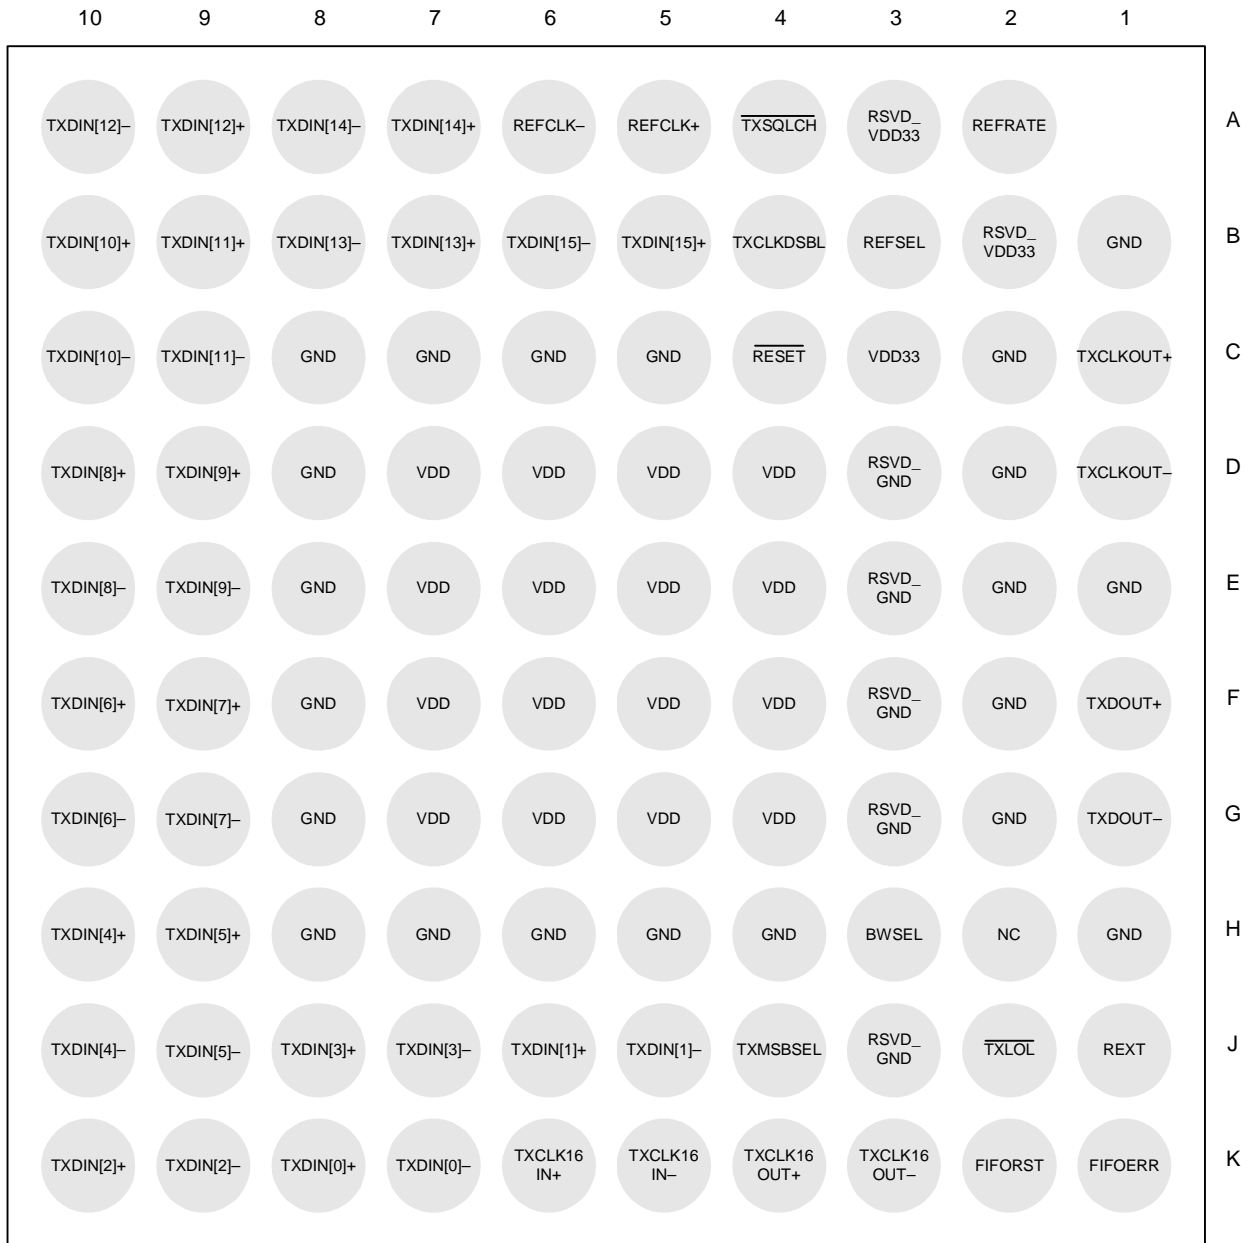 10 9 8 7 6 5 4 3 2 1
TXDIN[12]– TXDIN[12]+ TXDIN[14]– TXDIN[14]+ REFCLK– REFCLK+ TXSQLCH RSVD_ VDD33 REFRATE A
TXDIN[10]+ TXDIN[11]+ TXDIN[13]– TXDIN[13]+ TXDIN[15]– TXDIN[15]+ TXCLKDSBL REFSEL RSVD_ VDD33 GND B
TXDIN[10]– TXDIN[11]– GND GND GND GND RESET VDD33 GND TXCLKOUT+ C
TXDIN[8]+ TXDIN[9]+ GND VDD VDD VDD VDD RSVD_ GND GND TXCLKOUT– D
TXDIN[8]– TXDIN[9]– GND VDD VDD VDD VDD RSVD_ GND GND GND E
TXDIN[6]+ TXDIN[7]+ GND VDD VDD VDD VDD RSVD_ GND GND TXDOUT+ F
TXDIN[6]– TXDIN[7]– GND VDD VDD VDD VDD RSVD_ GND GND TXDOUT– G
TXDIN[4]+ TXDIN[5]+ GND GND GND GND GND BWSEL NC GND H
TXDIN[4]– TXDIN[5]– TXDIN[3]+ TXDIN[3]– TXDIN[1]+ TXDIN[1]– TXMSBSEL RSVD_ GND TXLOL REXT J
TXDIN[2]+ TXDIN[2]– TXDIN[0]+ TXDIN[0]– TXCLK16 IN+ TXCLK16 IN– TXCLK16 OUT+ TXCLK16 OUT– FIFORST FIFOERR K